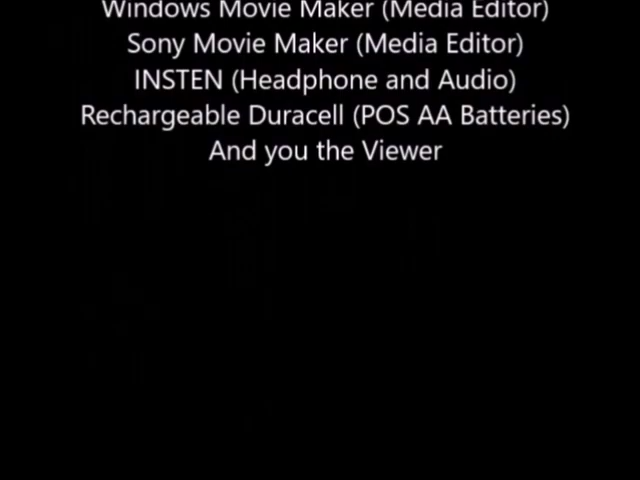 Windows Movie Maker (Media Editor)
Sony Movie Maker (Media Editor)
INSTEN (Headphone and Audio)
Rechargeable Duracell (POS AA Batteries)
And you the Viewer